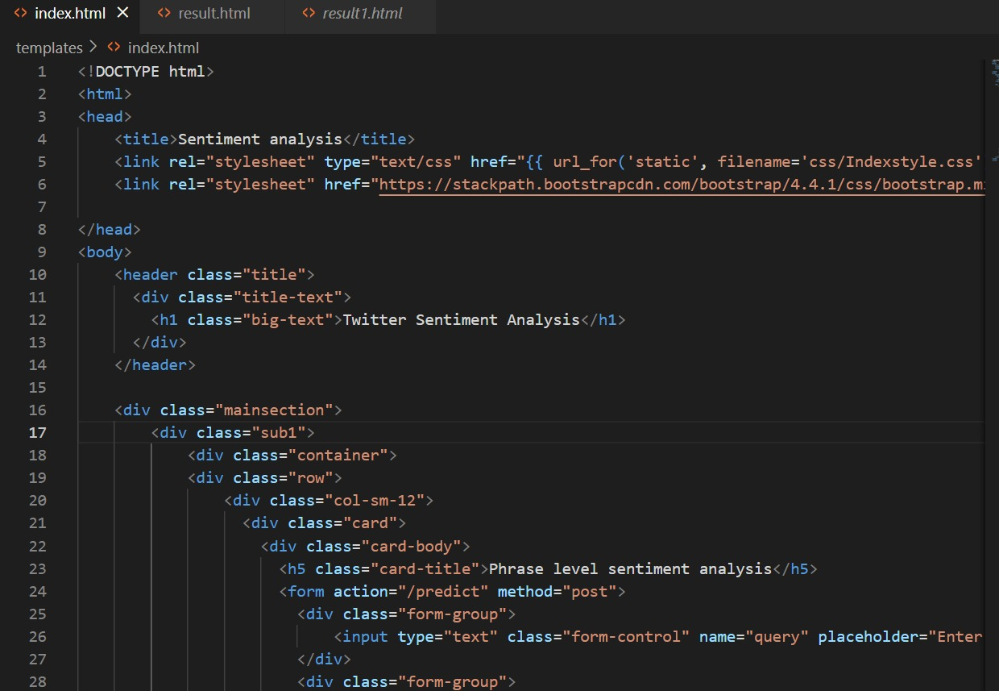 <> index.html × <> result.html <> result1.html
templates > <> index.html
1 <!DOCTYPE html>
2 <html>
3 <head>
4 <title>Sentiment analysis</title>
5 <link rel="stylesheet" type="text/css" href="{{ url_for('static', filename='css/Indexstyle.css'
6 <link rel="stylesheet" href="https://stackpath.bootstrapcdn.com/bootstrap/4.4.1/css/bootstrap.mi
7
8 </head>
9 <body>
10 <header class="title">
11 <div class="title-text">
12 <h1 class="big-text">Twitter Sentiment Analysis</h1>
13 </div>
14 </header>
15
16 <div class="mainsection">
17 <div class="sub1">
18 <div class="container">
19 <div class="row">
20 <div class="col-sm-12">
21 <div class="card">
22 <div class="card-body">
23 <h5 class="card-title">Phrase level sentiment analysis</h5>
24 <form action="/predict" method="post">
25 <div class="form-group">
26 <input type="text" class="form-control" name="query" placeholder="Enter
27 </div>
28 <div class="form-group">